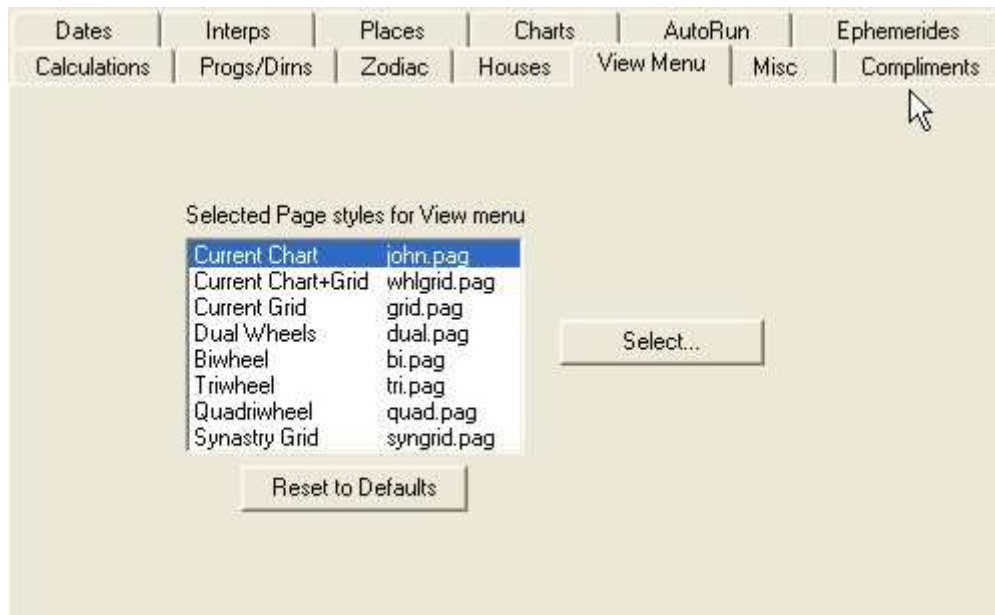 Dates Interps Places Charts AutoRun Ephemerides
Calculations Progs/Dirns Zodiac Houses View Menu Misc Compliments
Selected Page styles for View menu
Current Chart john.pag
Current Chart+Grid whlgrid.pag
Current Grid grid.pag
Dual Wheels dual.pag
Biwheel bi.pag
Triwheel tri.pag
Quadriwheel quad.pag
Synastry Grid syngrid.pag
Select...
Reset to Defaults